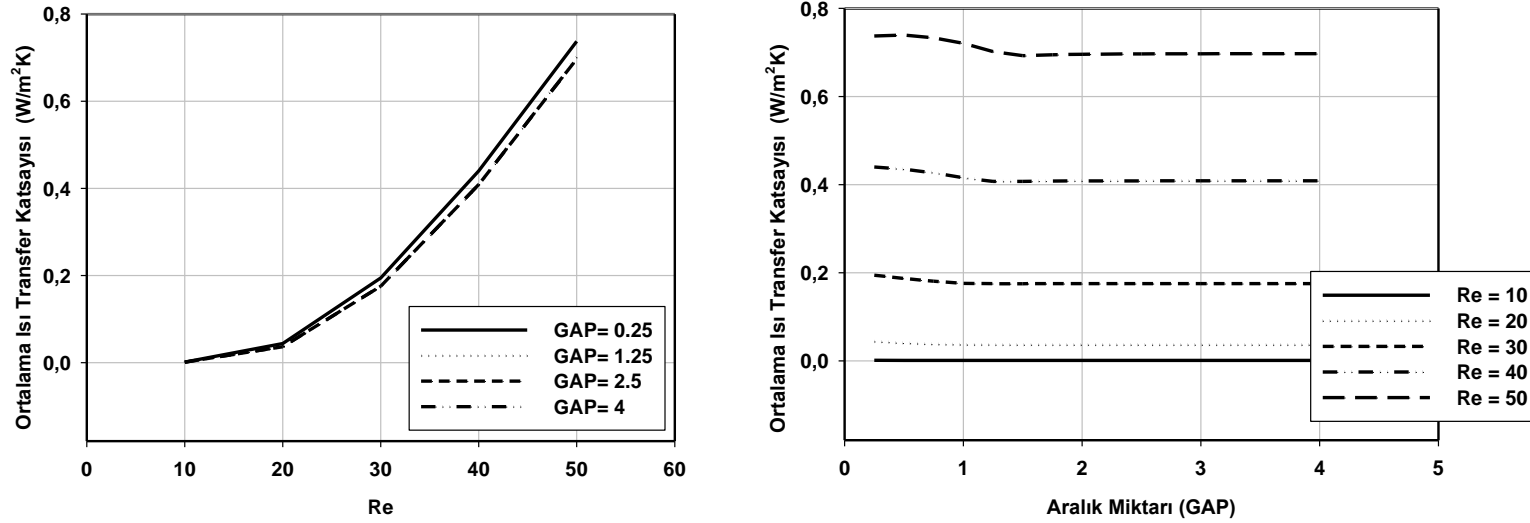 Ortalama Isı Transfer Katsayısı (W/m²K)
0,8
0,6
0,4
0,2
0,0
0 10 20 30 40 50 60
Re
GAP= 0.25
GAP= 1.25
GAP= 2.5
GAP= 4
Ortalama Isı Transfer Katsayısı (W/m²K)
0,8
0,6
0,4
0,2
0,0
0 1 2 3 4 5
Aralık Miktarı (GAP)
Re = 10
Re = 20
Re = 30
Re = 40
Re = 50